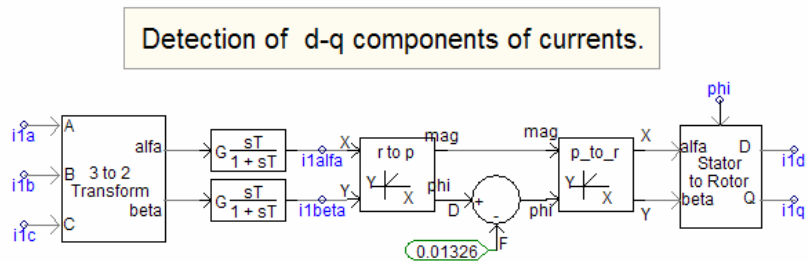 Detection of d-q components of currents.
phi
i1a
A
alfa
G sT
1 + sT
i1alfa
X
r to p
mag
mag
p_to_r
X
alfa
D
i1d
i1b
B
3 to 2
Transform
Y
X
Y
X
Stator
to Rotor
i1c
C
beta
G sT
1 + sT
i1beta
Y
phi
D
+
-
F
phi
Y
beta
Q
i1q
0.01326